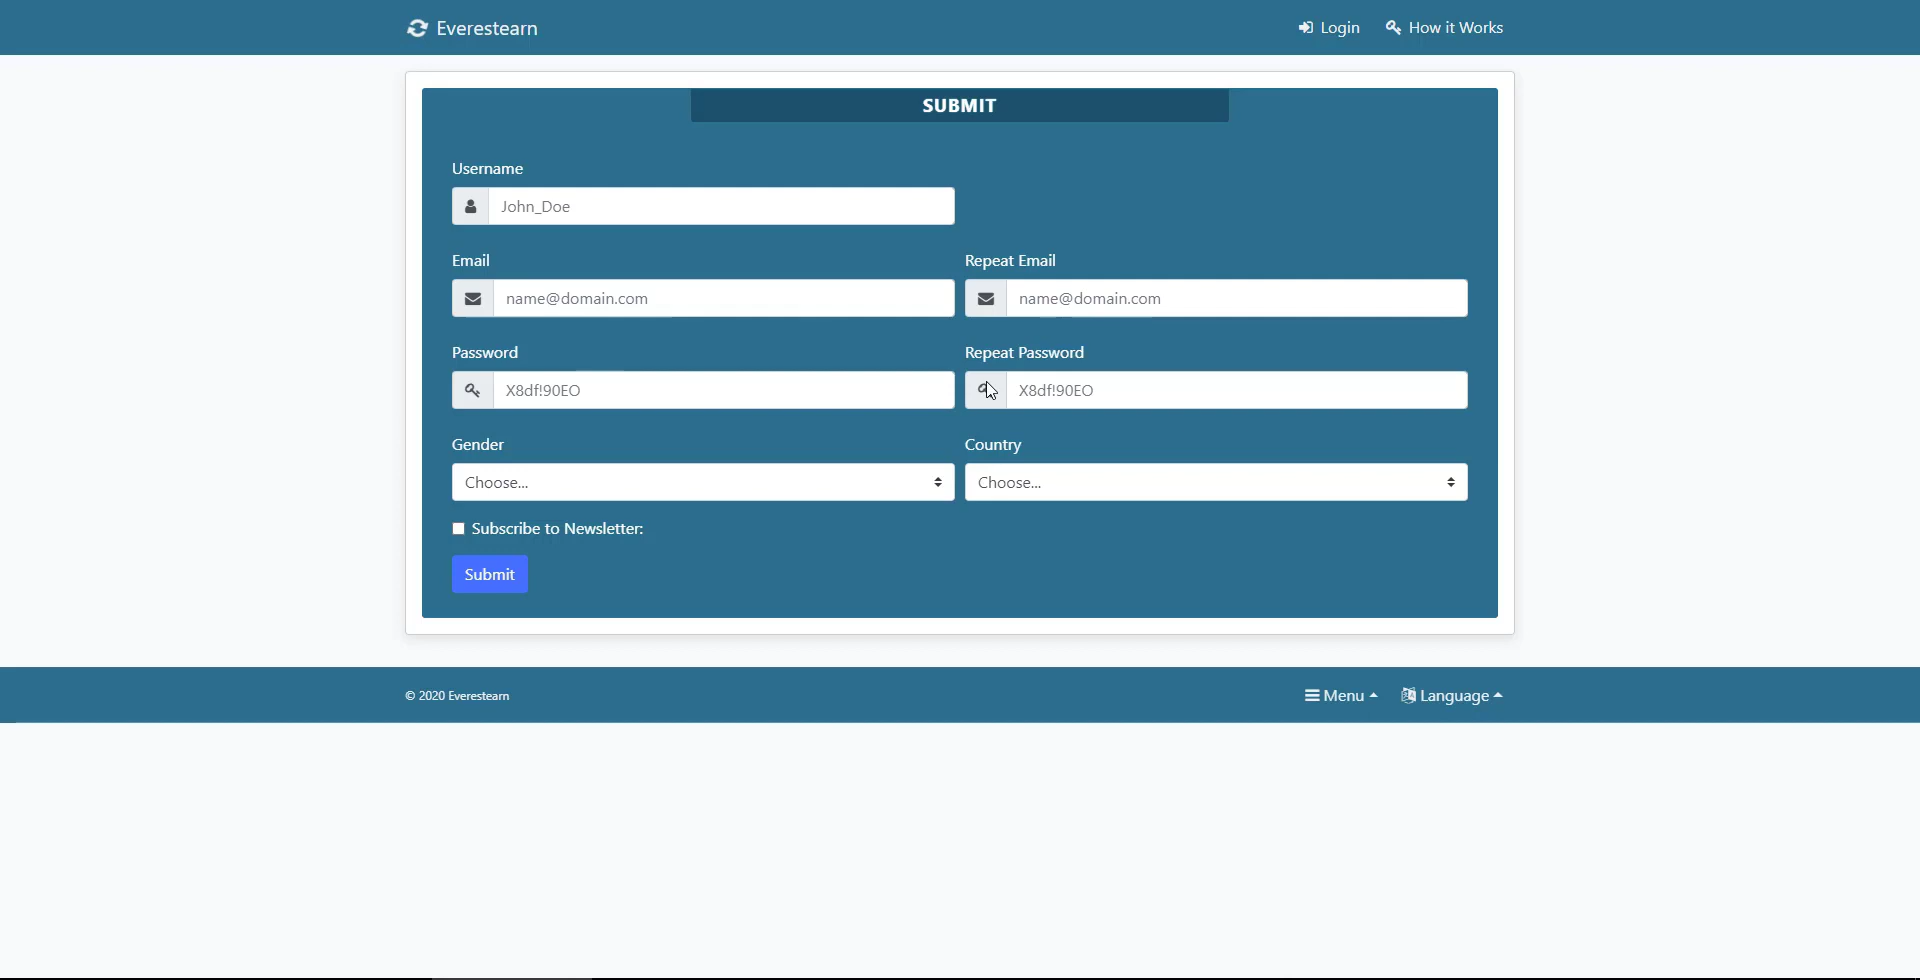 Everestearn
Login
How it Works
SUBMIT
Username
John_Doe
Email
Repeat Email
name@domain.com
name@domain.com
Password
Repeat Password
X8df!90EO
X8df!90EO
Gender
Country
Choose...
Choose...
Subscribe to Newsletter:
Submit
© 2020 Everestearn
Menu
Language